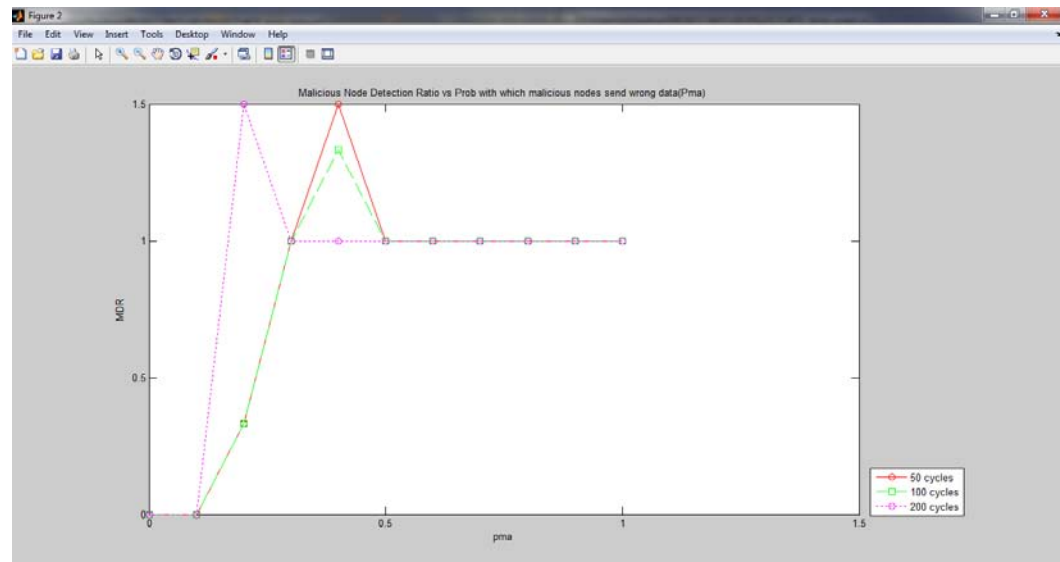 Figure 2
File Edit View Insert Tools Desktop Window Help
Malicious Node Detection Ratio vs Prob with which malicious nodes send wrong data(Pma)
1.5
1
0.5
0
MDR
0 0.5 1 1.5
pma
50 cycles
100 cycles
200 cycles